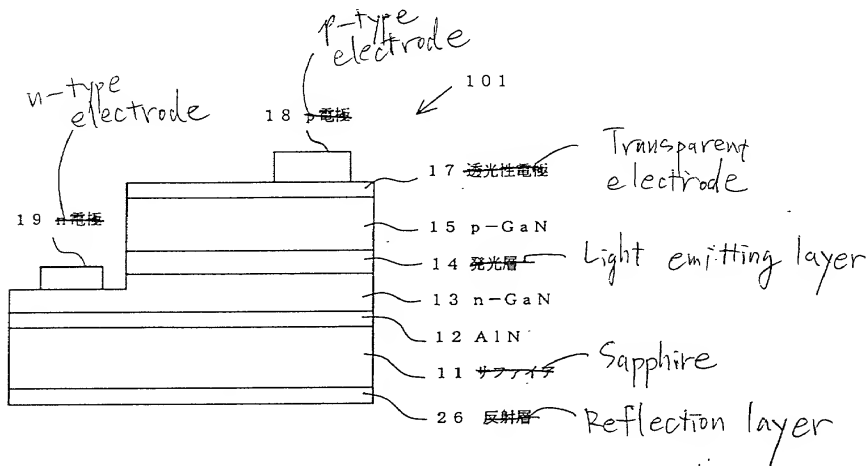 p-type
electrode
n-type
electrode
101
18 p電極
Transparent
electrode
17 透光性電極
19 n電極
15 p-GaN
14 発光層
Light emitting layer
13 n-GaN
12 AlN
11 サファイア
Sapphire
26 反射層
Reflection layer